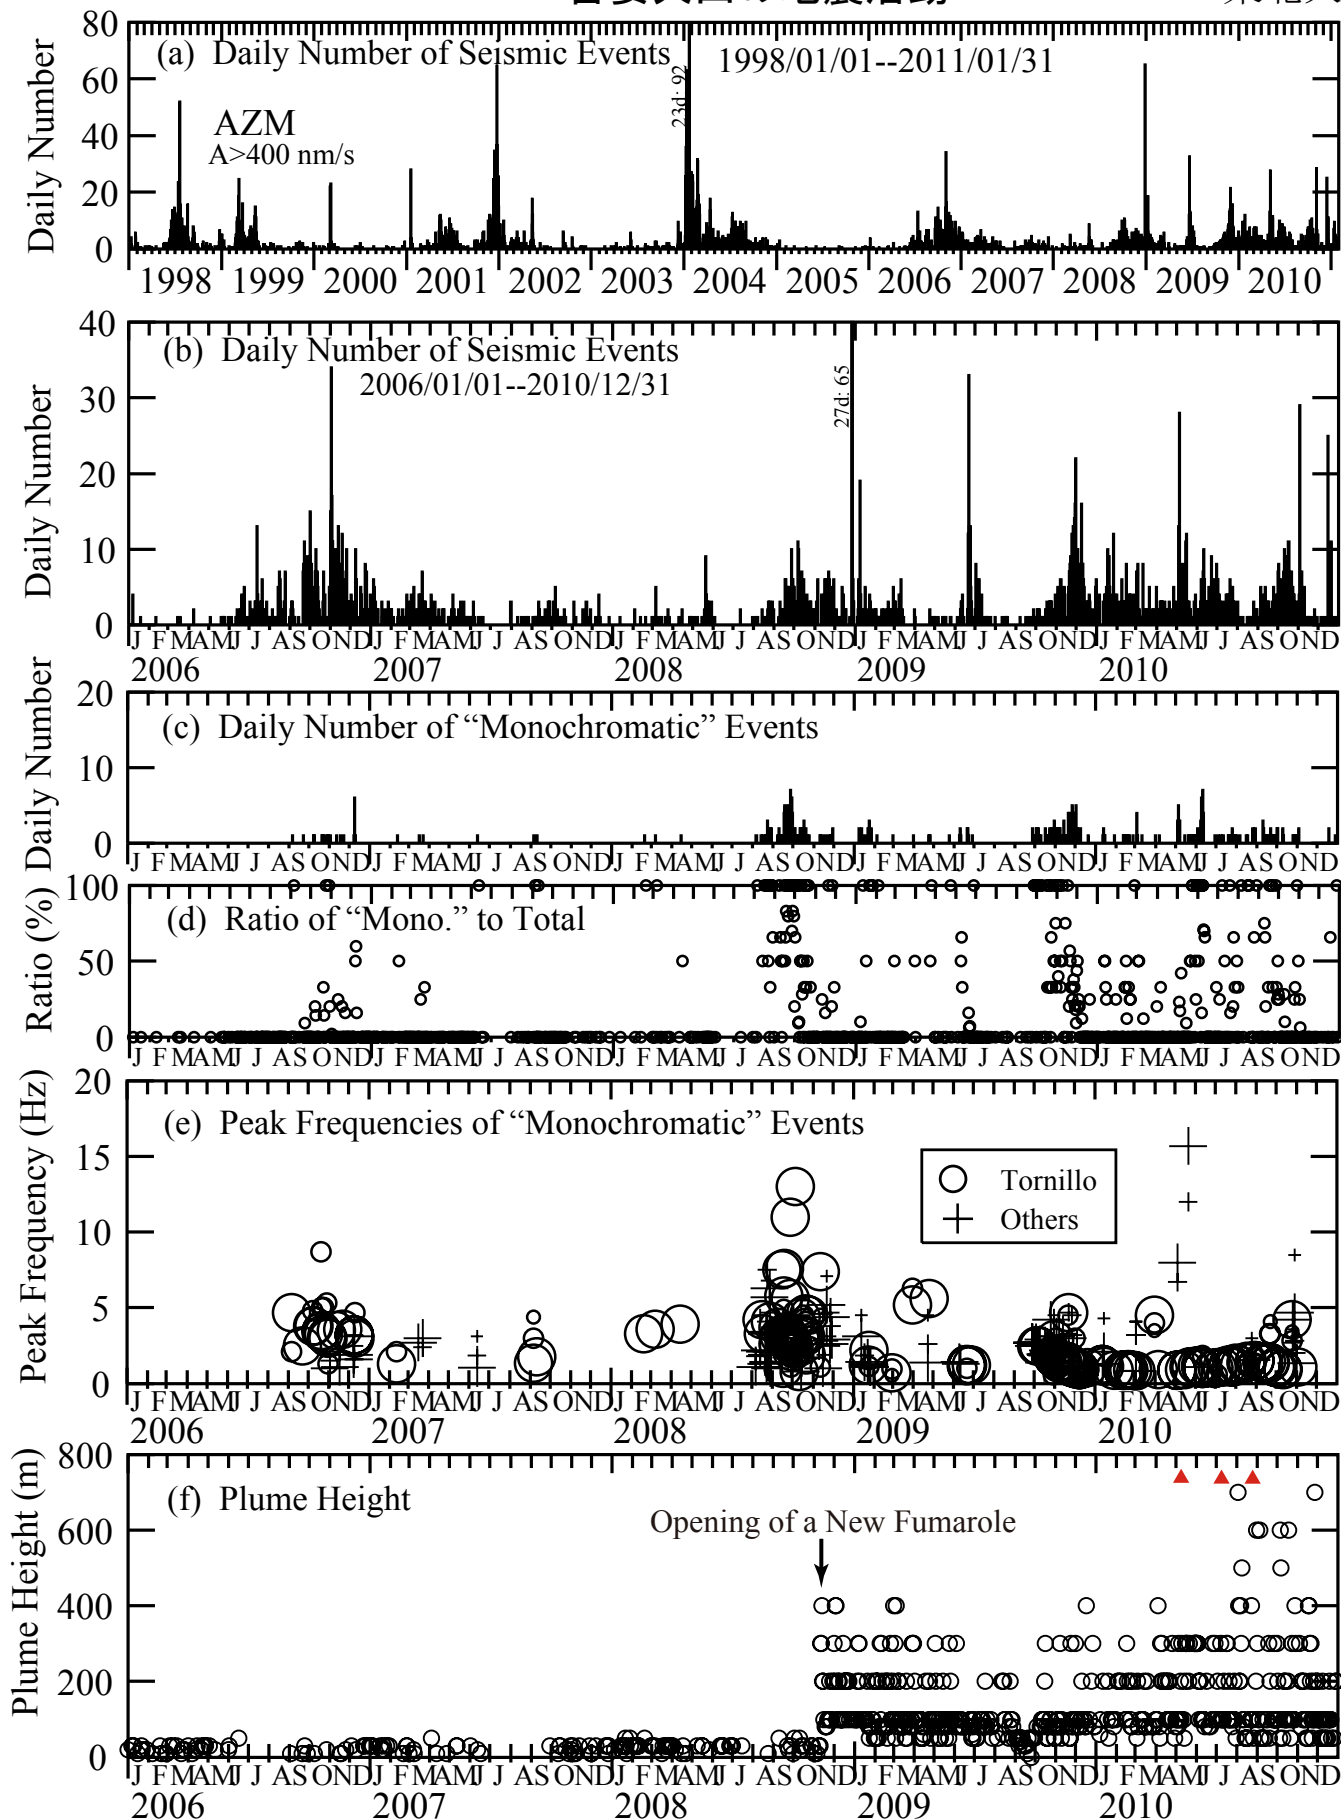 (a) Daily Number of Seismic Events
1998/01/01--2011/01/31
AZM
A>400 nm/s
23d: 92
Daily Number
80
60
40
20
0
1998 1999 2000 2001 2002 2003 2004 2005 2006 2007 2008 2009 2010
(b) Daily Number of Seismic Events
2006/01/01--2010/12/31
27d: 65
Daily Number
40
30
20
10
0
J F M A M J J A S O N D J F M A M J J A S O N D J F M A M J J A S O N D J F M A M J J A S O N D J F M A M J J A S O N D
2006 2007 2008 2009 2010
(c) Daily Number of “Monochromatic” Events
Daily Number
20
10
0
J F M A M J J A S O N D J F M A M J J A S O N D J F M A M J J A S O N D J F M A M J J A S O N D J F M A M J J A S O N D
(d) Ratio of “Mono.” to Total
Ratio (%)
100
50
0
J F M A M J J A S O N D J F M A M J J A S O N D J F M A M J J A S O N D J F M A M J J A S O N D J F M A M J J A S O N D
(e) Peak Frequencies of “Monochromatic” Events
Tornillo
Others
Peak Frequency (Hz)
20
15
10
5
0
J F M A M J J A S O N D J F M A M J J A S O N D J F M A M J J A S O N D J F M A M J J A S O N D J F M A M J J A S O N D
2006 2007 2008 2009 2010
(f) Plume Height
Opening of a New Fumarole
Plume Height (m)
800
600
400
200
0
J F M A M J J A S O N D J F M A M J J A S O N D J F M A M J J A S O N D J F M A M J J A S O N D J F M A M J J A S O N D
2006 2007 2008 2009 2010